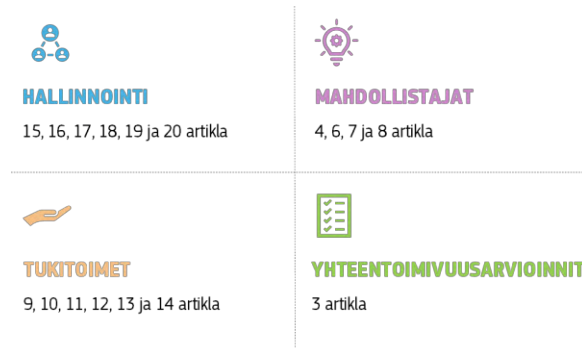 HALLINNOINTI
15, 16, 17, 18, 19 ja 20 artikla
MAHDOLLISTAJAT
4, 6, 7 ja 8 artikla
TUKITOIMET
9, 10, 11, 12, 13 ja 14 artikla
YHTEENTOIMIVUUSARVIOINNIT
3 artikla